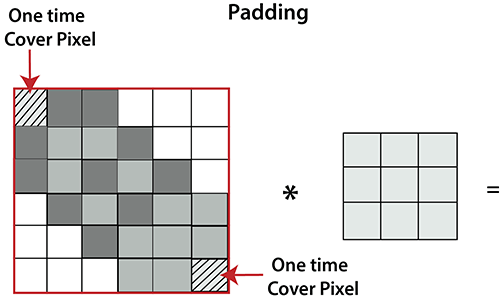 Padding
One time
Cover Pixel
*
=
One time
Cover Pixel